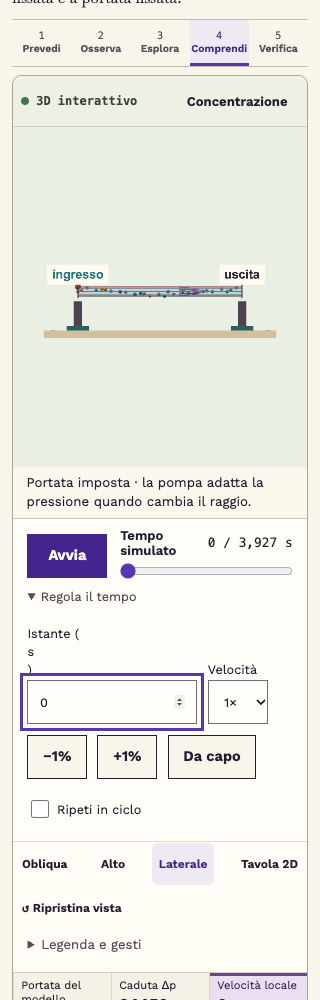 1 2 3 4 5
Prevedi Osserva Esplora Comprendi Verifica
3D interattivo Concentrazione
ingresso uscita
Portata imposta · la pompa adatta la
pressione quando cambia il raggio.
Avvia
Tempo
simulato
0 / 3,927 s
▼ Regola il tempo
Istante (
s
)
Velocità
0
1×
−1% +1% Da capo
Ripeti in ciclo
Obliqua Alto Laterale Tavola 2D
↺ Ripristina vista
▶ Legenda e gesti
Portata del Caduta Δp Velocità locale